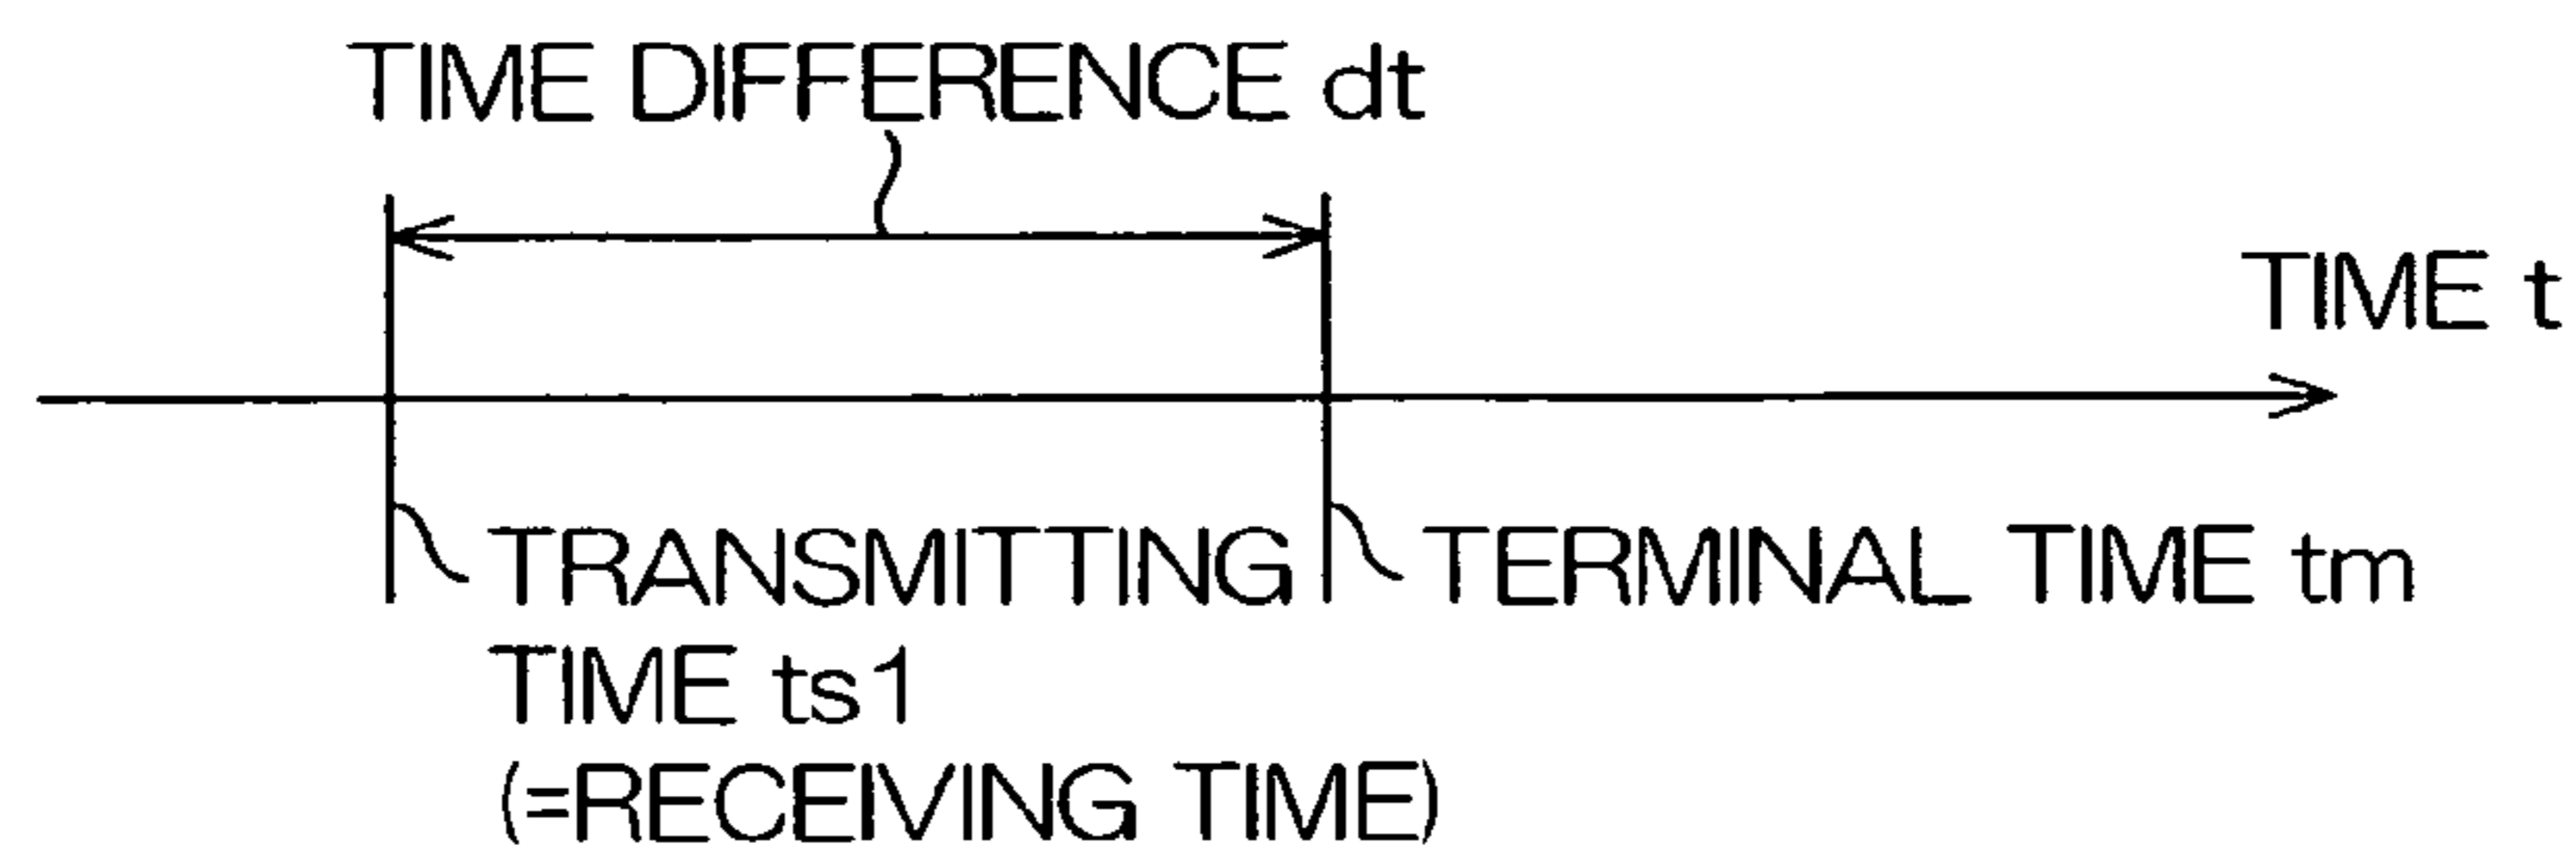 TIME DIFFERENCE dt
TIME t
TRANSMITTING
TIME ts1
(=RECEIVING TIME)
TERMINAL TIME tm